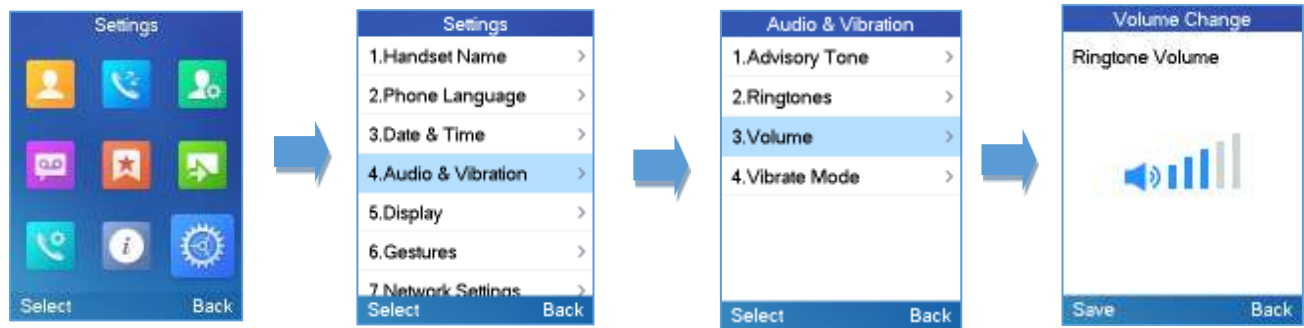 Settings
Select Back
Settings
1.Handset Name
2.Phone Language
3.Date & Time
4.Audio & Vibration
5.Display
6.Gestures
7.Network Settings
Select Back
Audio & Vibration
1.Advisory Tone
2.Ringtones
3.Volume
4.Vibrate Mode
Select Back
Volume Change
Ringtone Volume
Save Back